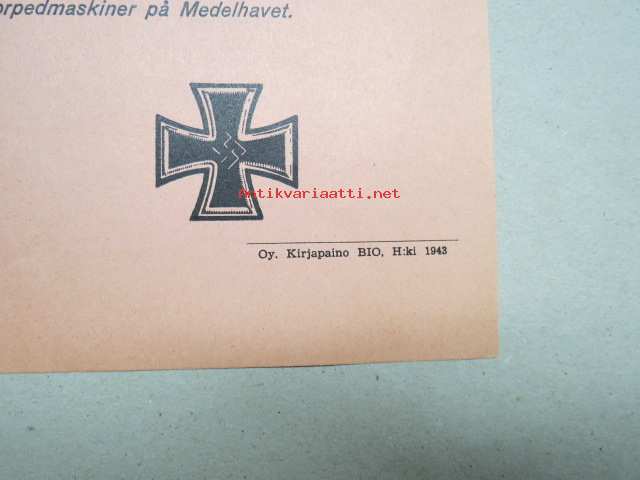 orpedmaskiner på Medelhavet.
Antikvariaatti.net
Oy. Kirjapaino BIO, H:ki 1943